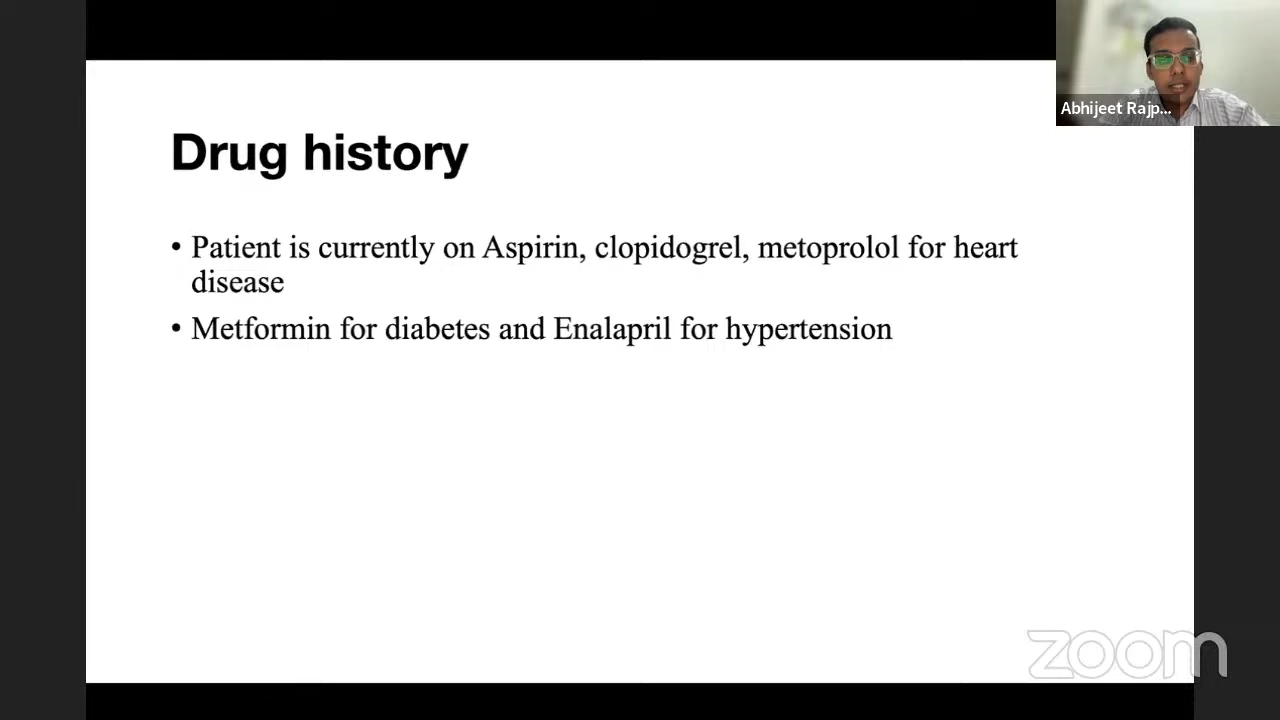 Abhijeet Rajp...
Drug history
• Patient is currently on Aspirin, clopidogrel, metoprolol for heart
disease
• Metformin for diabetes and Enalapril for hypertension
zoom